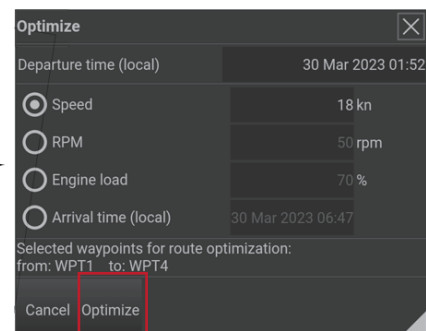 Optimize
Departure time (local) 30 Mar 2023 01:52
Speed 18 kn
RPM 50 rpm
Engine load 70 %
Arrival time (local) 30 Mar 2023 06:47
Selected waypoints for route optimization:
from: WPT1 to: WPT4
Cancel Optimize